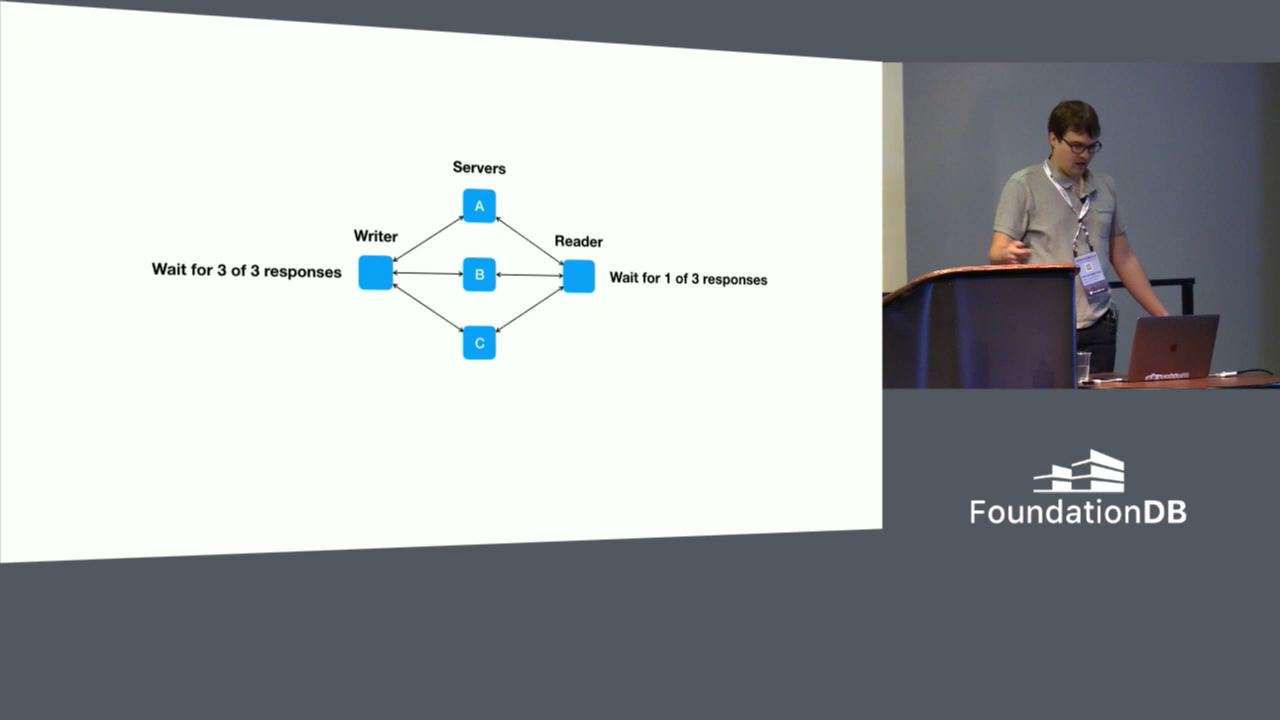 Servers
A
Writer
Reader
Wait for 3 of 3 responses
B
Wait for 1 of 3 responses
C
FoundationDB